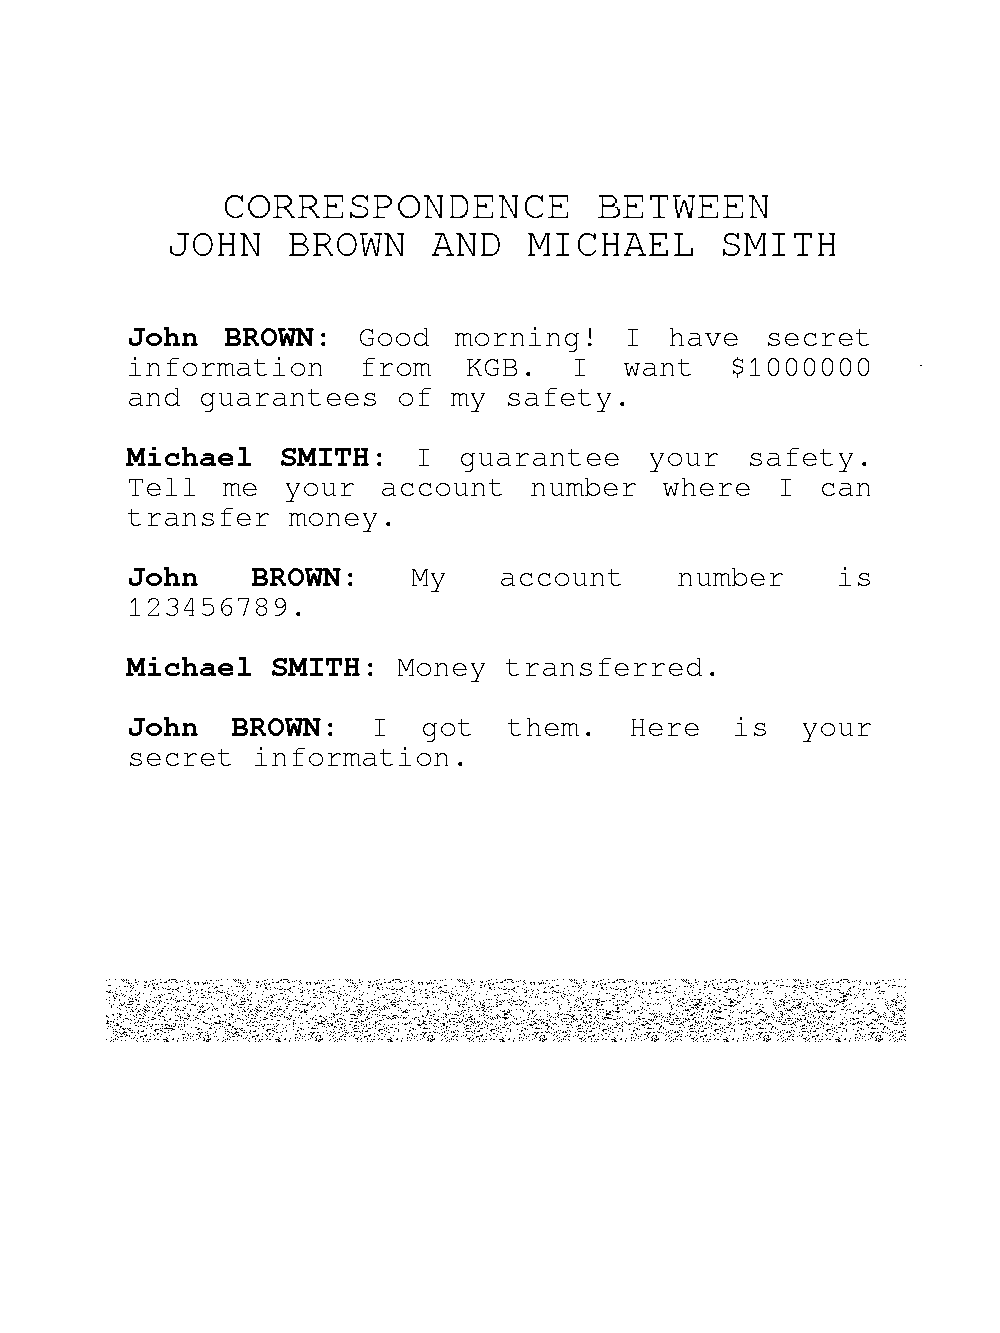 CORRESPONDENCE BETWEEN
JOHN BROWN AND MICHAEL SMITH
John BROWN: Good morning! I have secret
information from KGB. I want $1000000
and guarantees of my safety.
Michael SMITH: I guarantee your safety.
Tell me your account number where I can
transfer money.
John BROWN: My account number is
123456789.
Michael SMITH: Money transferred.
John BROWN: I got them. Here is your
secret information.